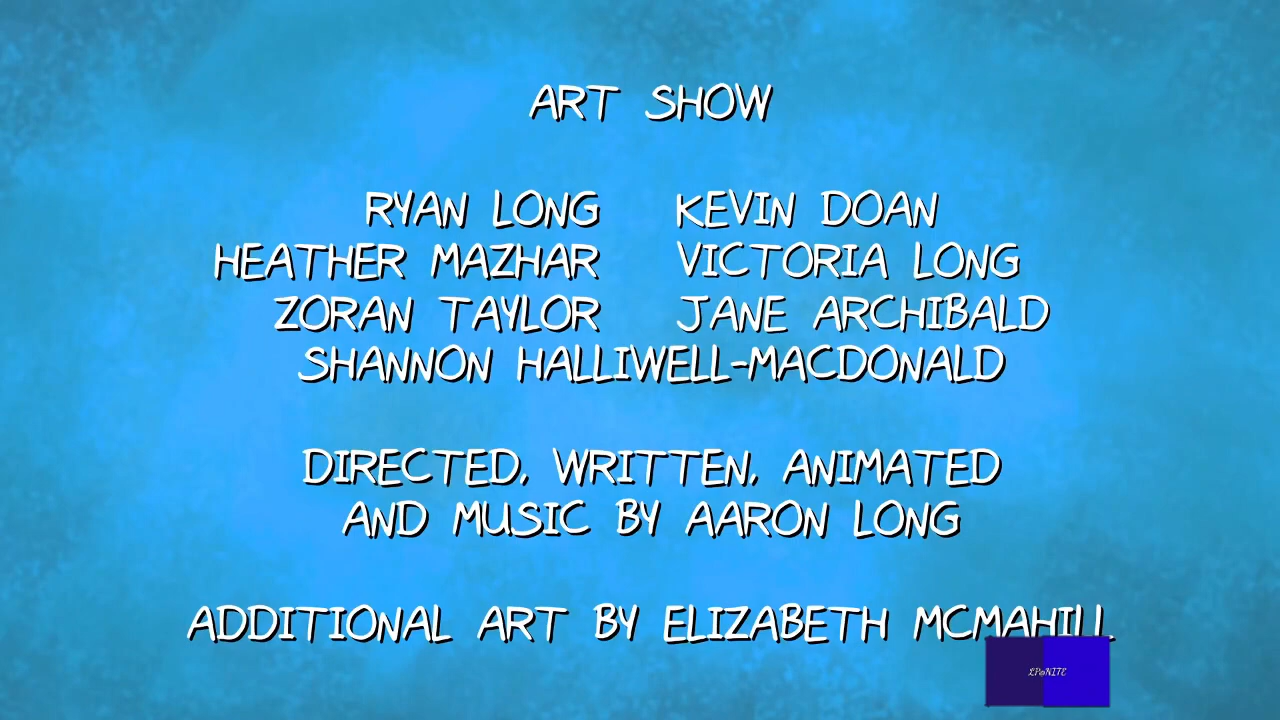 ART SHOW
RYAN LONG KEVIN DOAN
HEATHER MAZHAR VICTORIA LONG
ZORAN TAYLOR JANE ARCHIBALD
SHANNON HALLIWELL-MACDONALD
DIRECTED, WRITTEN, ANIMATED
AND MUSIC BY AARON LONG
ADDITIONAL ART BY ELIZABETH MCMAHILL